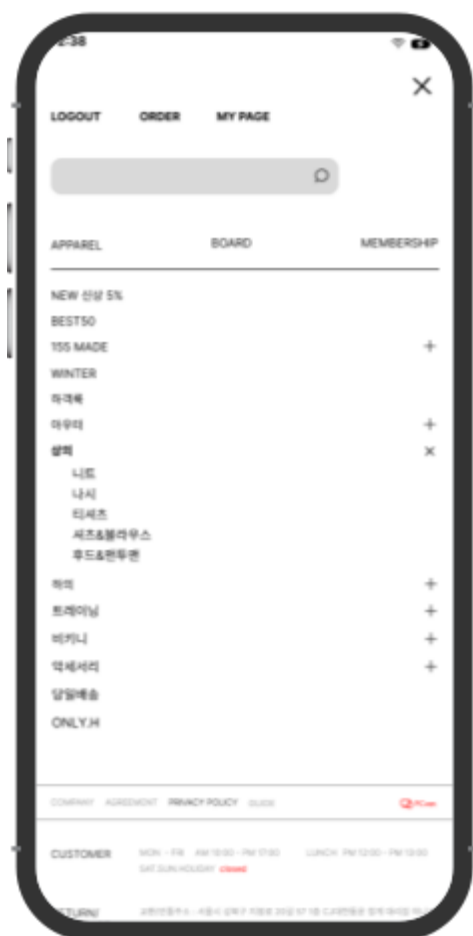 :38
LOGOUT ORDER MY PAGE
APPAREL BOARD MEMBERSHIP
NEW 신상 5%
BEST50
155 MADE
WINTER
하객룩
아우터
상의
니트
나시
티셔츠
셔츠&블라우스
후드&맨투맨
하의
트레이닝
비키니
악세서리
당일배송
ONLY.H
COMPANY AGREEMENT PRIVACY POLICY GUIDE
CUSTOMER MON - FRI AM 10:00 - PM 17:00 LUNCH PM 12:00 - PM 13:00
SAT.SUN.HOLIDAY closed